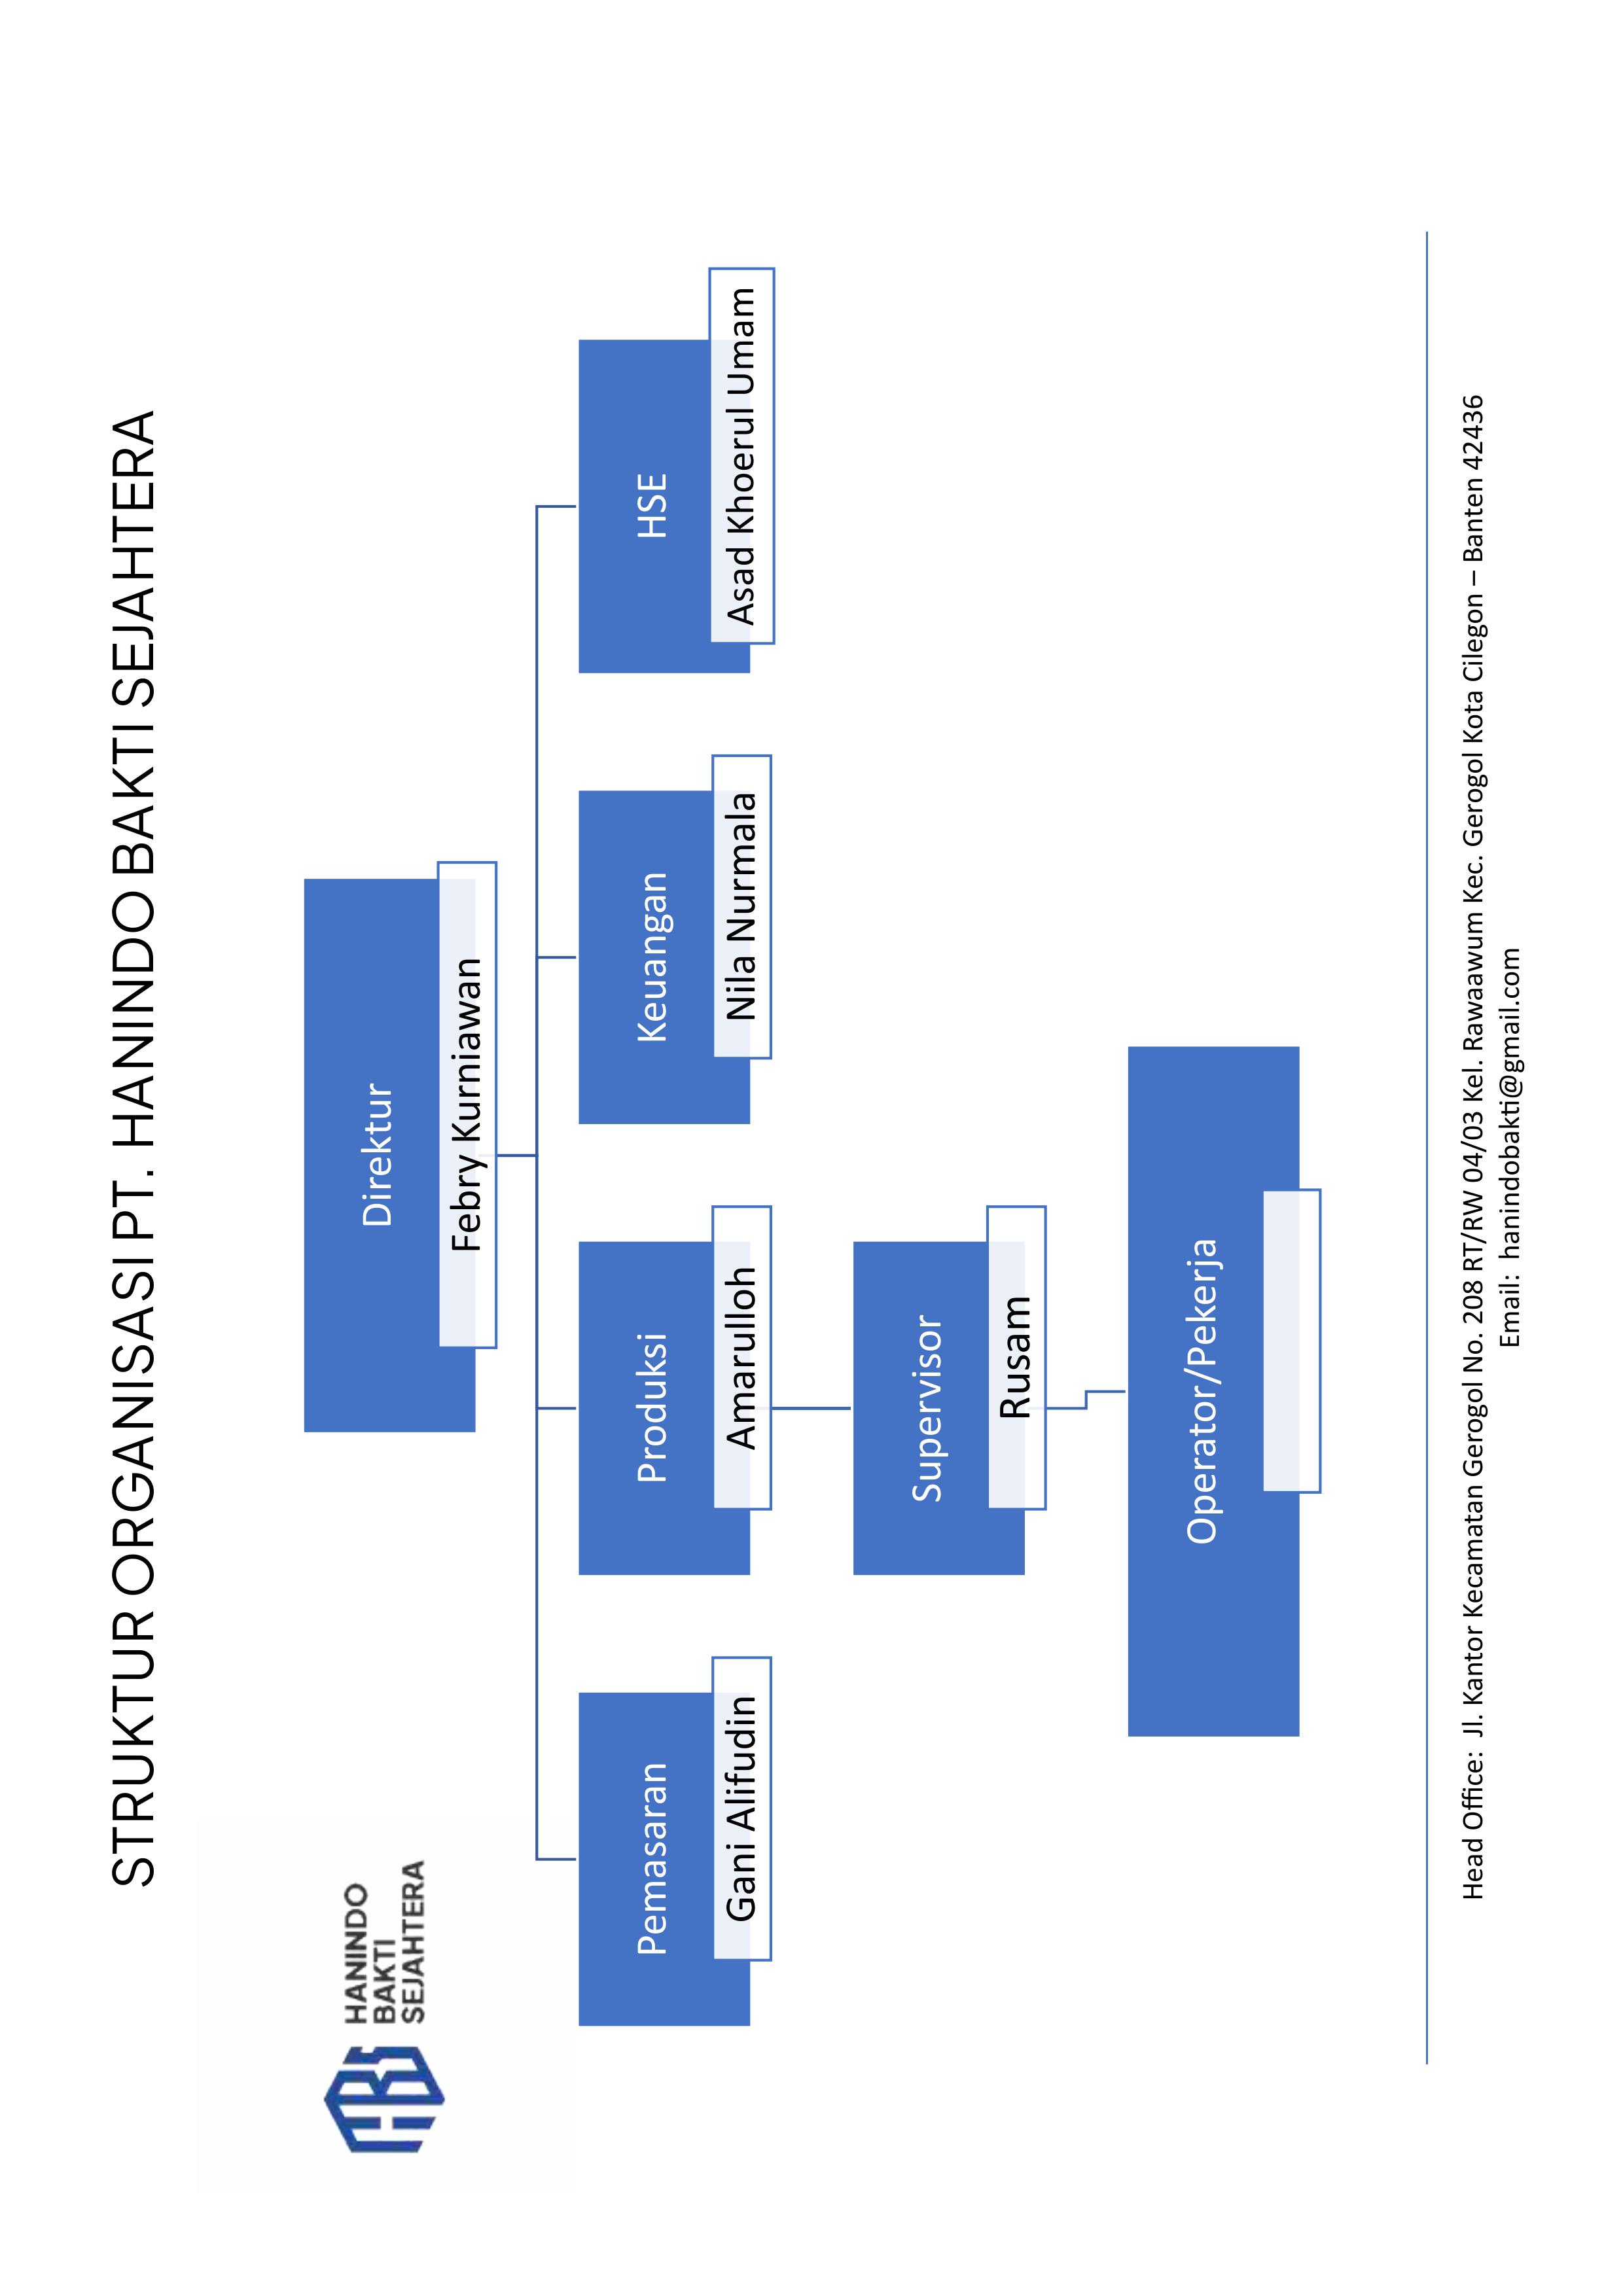 STRUKTUR ORGANISASI PT. HANINDO BAKTI SEJAHTERA
HANINDO
BAKTI
SEJAHTERA
Direktur
Febry Kurniawan
Pemasaran
Gani Alifudin
Produksi
Amarulloh
Keuangan
Nila Nurmala
HSE
Asad Khoerul Umam
Supervisor
Rusam
Operator/Pekerja
Head Office: Jl. Kantor Kecamatan Gerogol No. 208 RT/RW 04/03 Kel. Rawaawum Kec. Gerogol Kota Cilegon – Banten 42436
Email: hanindobakti@gmail.com